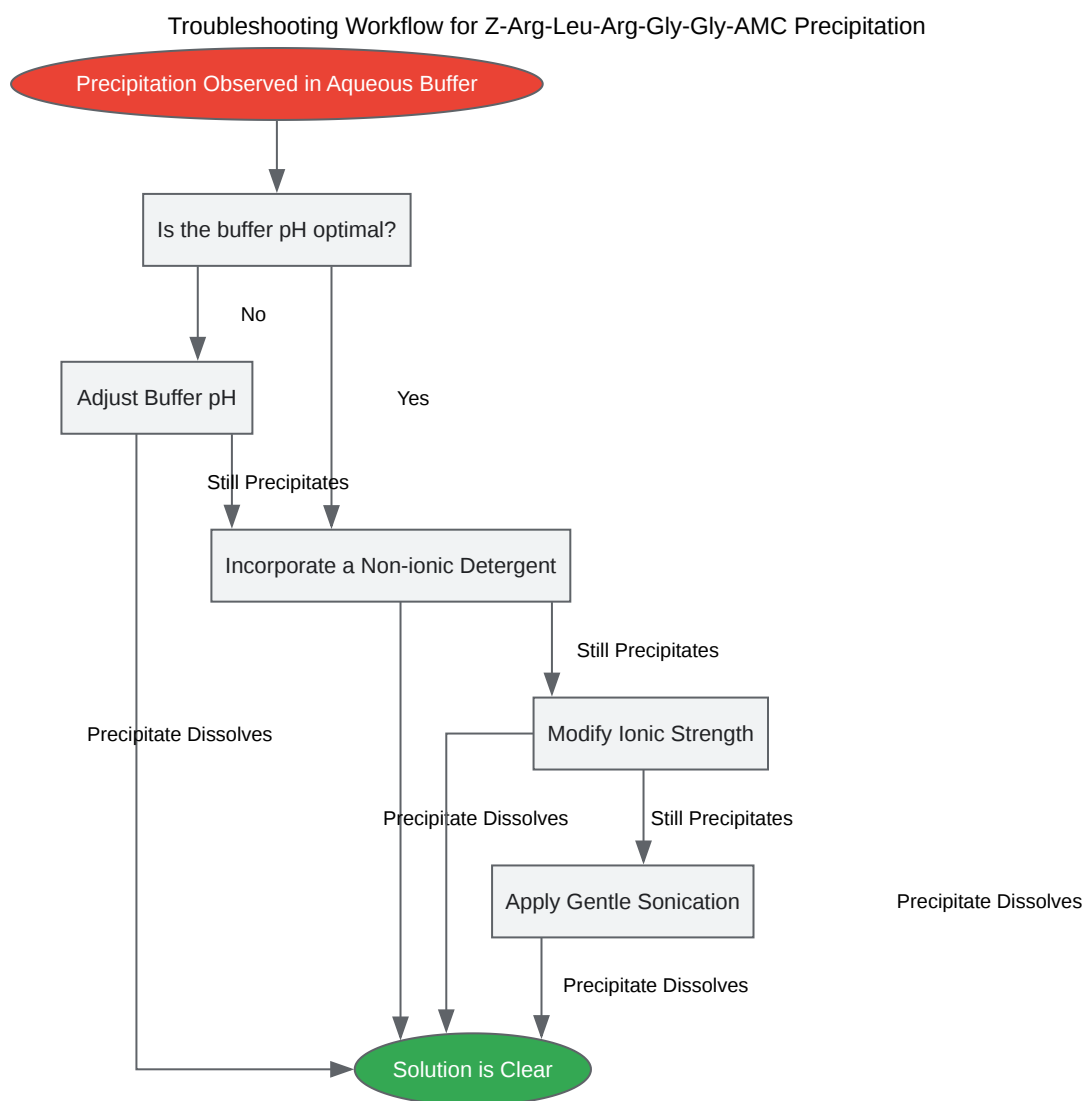 Troubleshooting Workflow for Z-Arg-Leu-Arg-Gly-Gly-AMC Precipitation
Precipitation Observed in Aqueous Buffer
Is the buffer pH optimal?
No
Adjust Buffer pH
Yes
Still Precipitates
Incorporate a Non-ionic Detergent
Still Precipitates
Precipitate Dissolves
Modify Ionic Strength
Precipitate Dissolves
Still Precipitates
Apply Gentle Sonication
Precipitate Dissolves
Precipitate Dissolves
Solution is Clear